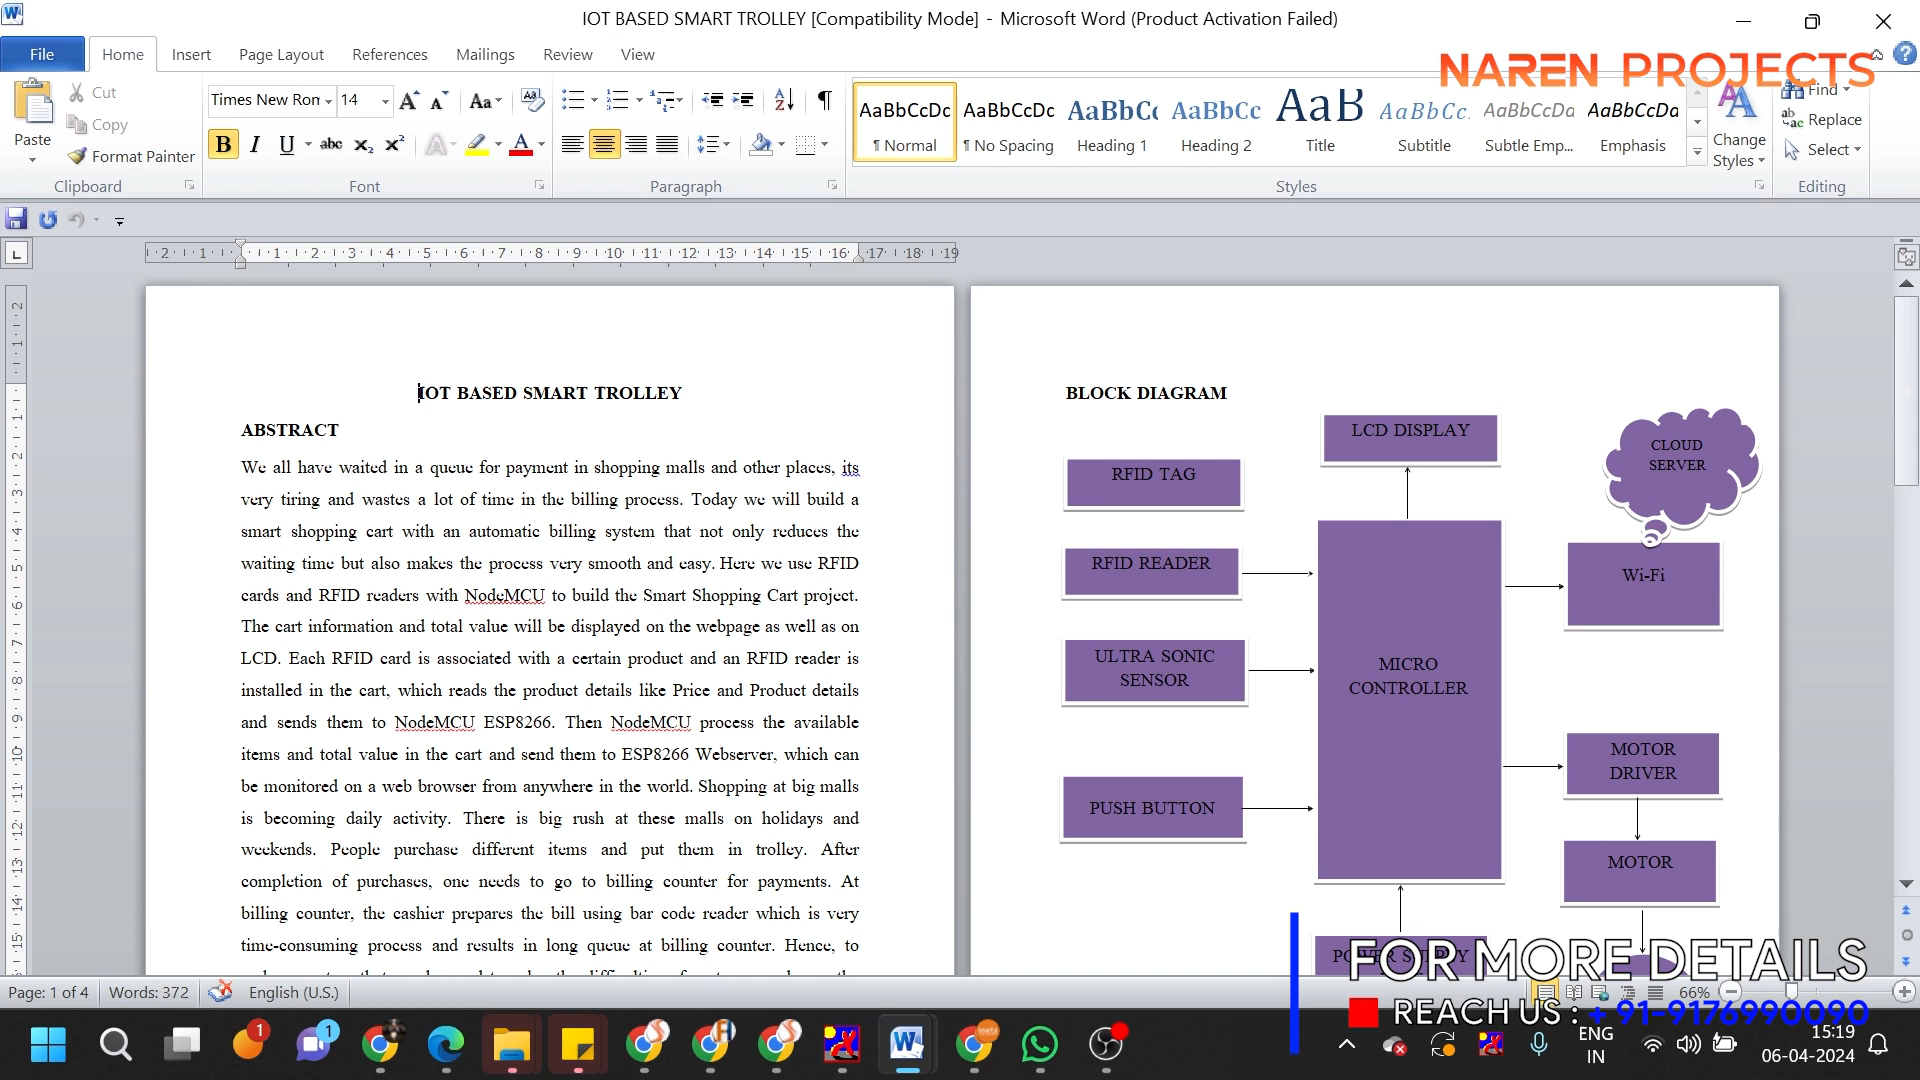 IOT BASED SMART TROLLEY [Compatibility Mode] - Microsoft Word (Product Activation Failed)
File Home Insert Page Layout References Mailings Review View
NAREN PROJECTS
Paste
Cut
Copy
Format Painter
Clipboard
Times New Ron 14
Font
Paragraph
AaBbCcDc AaBbCcDc AaBbC AaBbCc AaB AaBbCc. AaBbCcDa AaBbCcDa
¶ Normal ¶ No Spacing Heading 1 Heading 2 Title Subtitle Subtle Emp... Emphasis
Styles
Change Styles
Find
Replace
Select
Editing
IOT BASED SMART TROLLEY
ABSTRACT
We all have waited in a queue for payment in shopping malls and other places, its
very tiring and wastes a lot of time in the billing process. Today we will build a
smart shopping cart with an automatic billing system that not only reduces the
waiting time but also makes the process very smooth and easy. Here we use RFID
cards and RFID readers with NodeMCU to build the Smart Shopping Cart project.
The cart information and total value will be displayed on the webpage as well as on
LCD. Each RFID card is associated with a certain product and an RFID reader is
installed in the cart, which reads the product details like Price and Product details
and sends them to NodeMCU ESP8266. Then NodeMCU process the available
items and total value in the cart and send them to ESP8266 Webserver, which can
be monitored on a web browser from anywhere in the world. Shopping at big malls
is becoming daily activity. There is big rush at these malls on holidays and
weekends. People purchase different items and put them in trolley. After
completion of purchases, one needs to go to billing counter for payments. At
billing counter, the cashier prepares the bill using bar code reader which is very
time-consuming process and results in long queue at billing counter. Hence, to
BLOCK DIAGRAM
LCD DISPLAY
CLOUD
SERVER
RFID TAG
RFID READER
Wi-Fi
ULTRA SONIC
SENSOR
MICRO
CONTROLLER
MOTOR
DRIVER
PUSH BUTTON
MOTOR
POWER SUPPLY
FOR MORE DETAILS
REACH US : +91-9176990090
Page: 1 of 4 Words: 372 English (U.S.) 66%
ENG
IN
15:19
06-04-2024